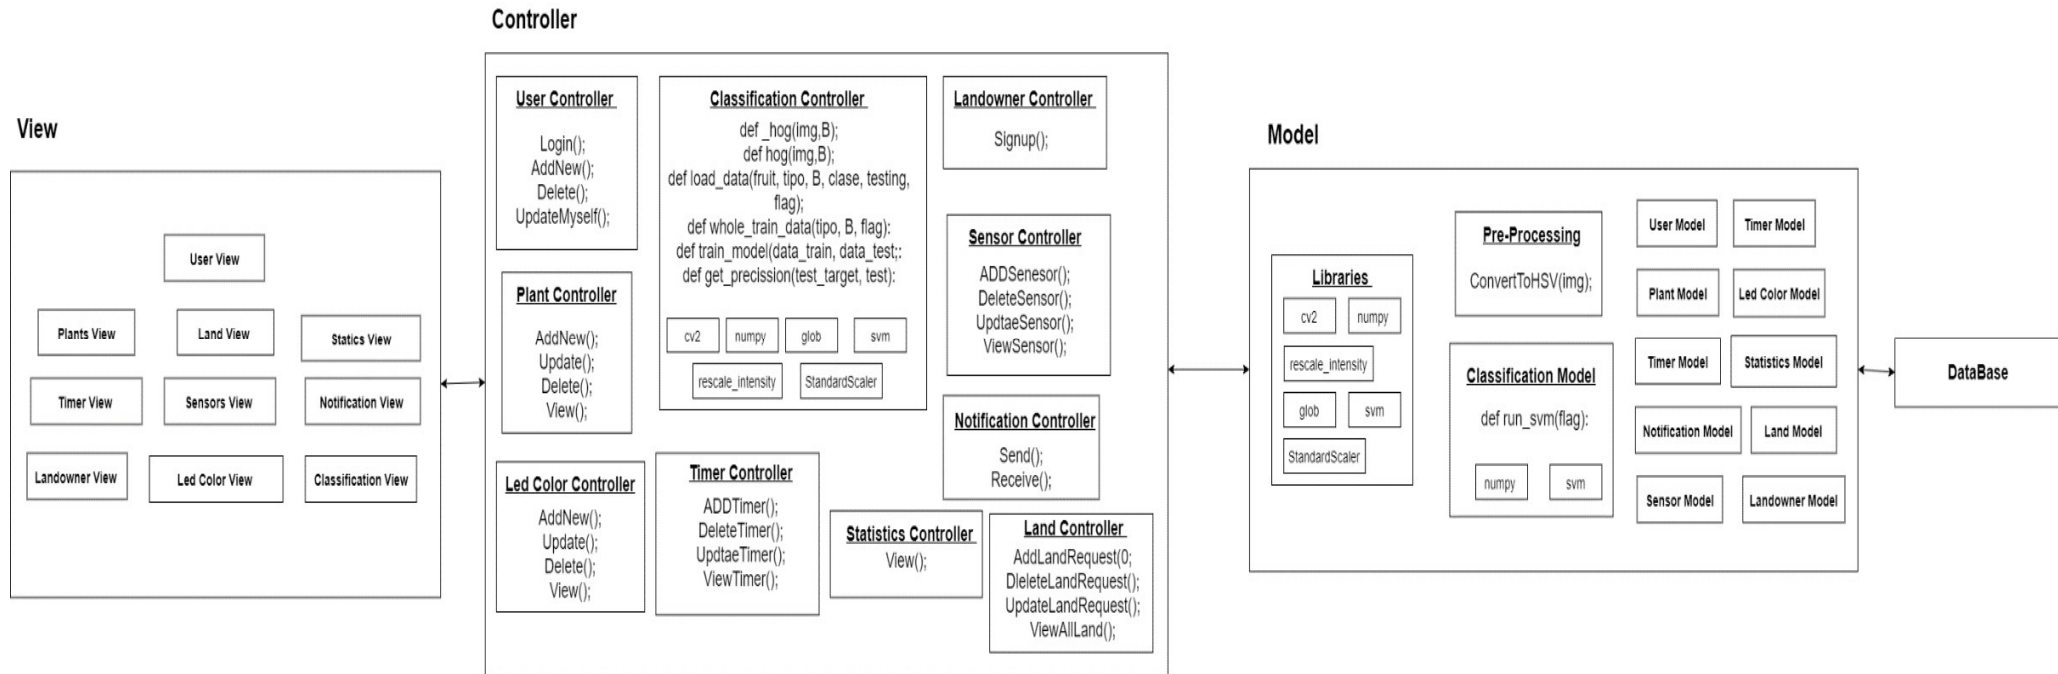 Controller
View
Model
User View
Plants View
Land View
Statics View
Timer View
Sensors View
Notification View
Landowner View
Led Color View
Classification View
User Controller
Login();
AddNew();
Delete();
UpdateMyself();
Classification Controller
def _hog(img,B);
def hog(img,B);
def load_data(fruit, tipo, B, clase, testing,
flag);
def whole_train_data(tipo, B, flag):
def train_model(data_train, data_test;:
def get_precission(test_target, test):
cv2
numpy
glob
svm
rescale_intensity
StandardScaler
Landowner Controller
Signup();
Plant Controller
AddNew();
Update();
Delete();
View();
Sensor Controller
ADDSenesor();
DeleteSensor();
UpdtaeSensor();
ViewSensor();
Notification Controller
Send();
Receive();
Led Color Controller
AddNew();
Update();
Delete();
View();
Timer Controller
ADDTimer();
DeleteTimer();
UpdtaeTimer();
ViewTimer();
Statistics Controller
View();
Land Controller
AddLandRequest(0;
DleleteLandRequest();
UpdateLandRequest();
ViewAllLand();
Libraries
cv2
numpy
rescale_intensity
glob
svm
StandardScaler
Pre-Processing
ConvertToHSV(img);
Classification Model
def run_svm(flag):
numpy
svm
User Model
Timer Model
Plant Model
Led Color Model
Timer Model
Statistics Model
Notification Model
Land Model
Sensor Model
Landowner Model
DataBase